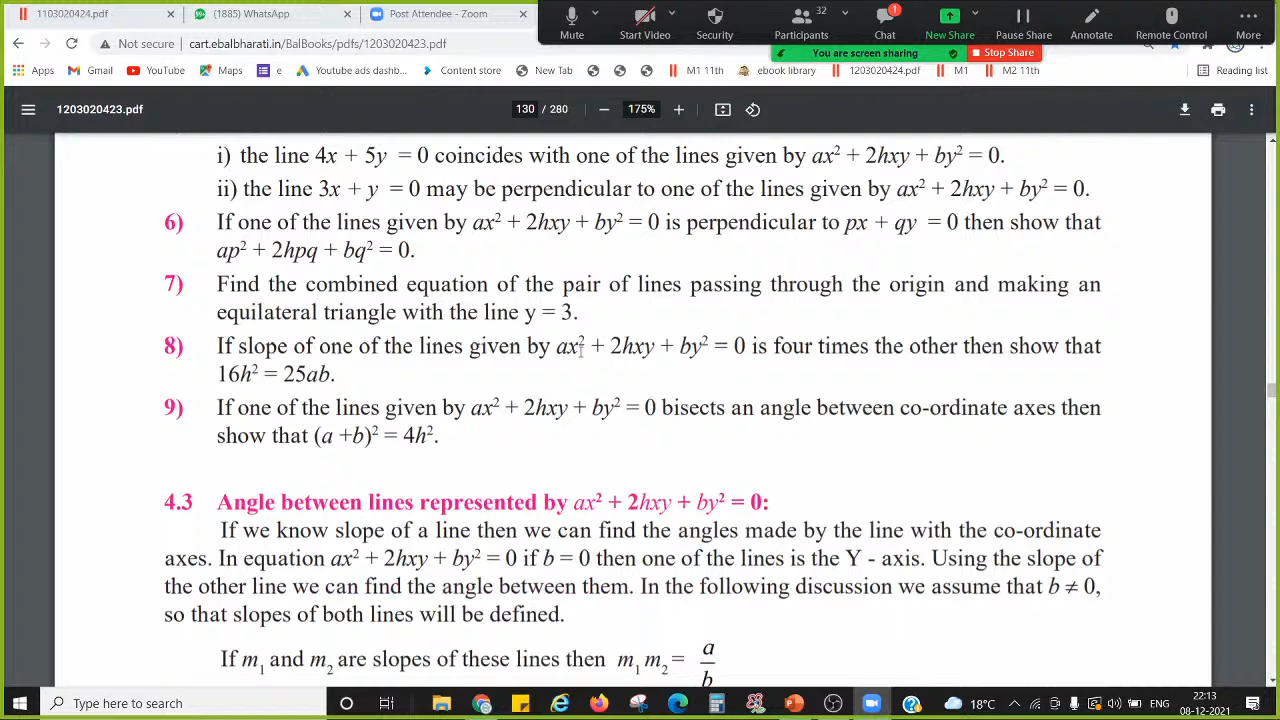 1103020424.pdf
(1885) WhatsApp
Post Attendee - Zoom
32
1
Mute
Start Video
Security
Participants
Chat
New Share
Pause Share
Annotate
Remote Control
More
Not secure
cart.ebalbharati.in/BalBooks/pdfs/1203020423.pdf
You are screen sharing
Stop Share
Apps
Gmail
YouTube
Maps
e
Youtube ads dashbo...
Content store
New Tab
M1 11th
ebook library
1203020424.pdf
M1
M2 11th
Reading list
1203020423.pdf
130 / 280
175%
i) the line 4x + 5y = 0 coincides with one of the lines given by ax² + 2hxy + by² = 0.
ii) the line 3x + y = 0 may be perpendicular to one of the lines given by ax² + 2hxy + by² = 0.
6) If one of the lines given by ax² + 2hxy + by² = 0 is perpendicular to px + qy = 0 then show that
ap² + 2hpq + bq² = 0.
7) Find the combined equation of the pair of lines passing through the origin and making an
equilateral triangle with the line y = 3.
8) If slope of one of the lines given by ax² + 2hxy + by² = 0 is four times the other then show that
16h² = 25ab.
9) If one of the lines given by ax² + 2hxy + by² = 0 bisects an angle between co-ordinate axes then
show that (a +b)² = 4h².
4.3 Angle between lines represented by ax² + 2hxy + by² = 0:
If we know slope of a line then we can find the angles made by the line with the co-ordinate
axes. In equation ax² + 2hxy + by² = 0 if b = 0 then one of the lines is the Y - axis. Using the slope of
the other line we can find the angle between them. In the following discussion we assume that b ≠ 0,
so that slopes of both lines will be defined.
If m₁ and m₂ are slopes of these lines then m₁ m₂ = a
b
Type here to search
18°C
ENG
22:13
08-12-2021